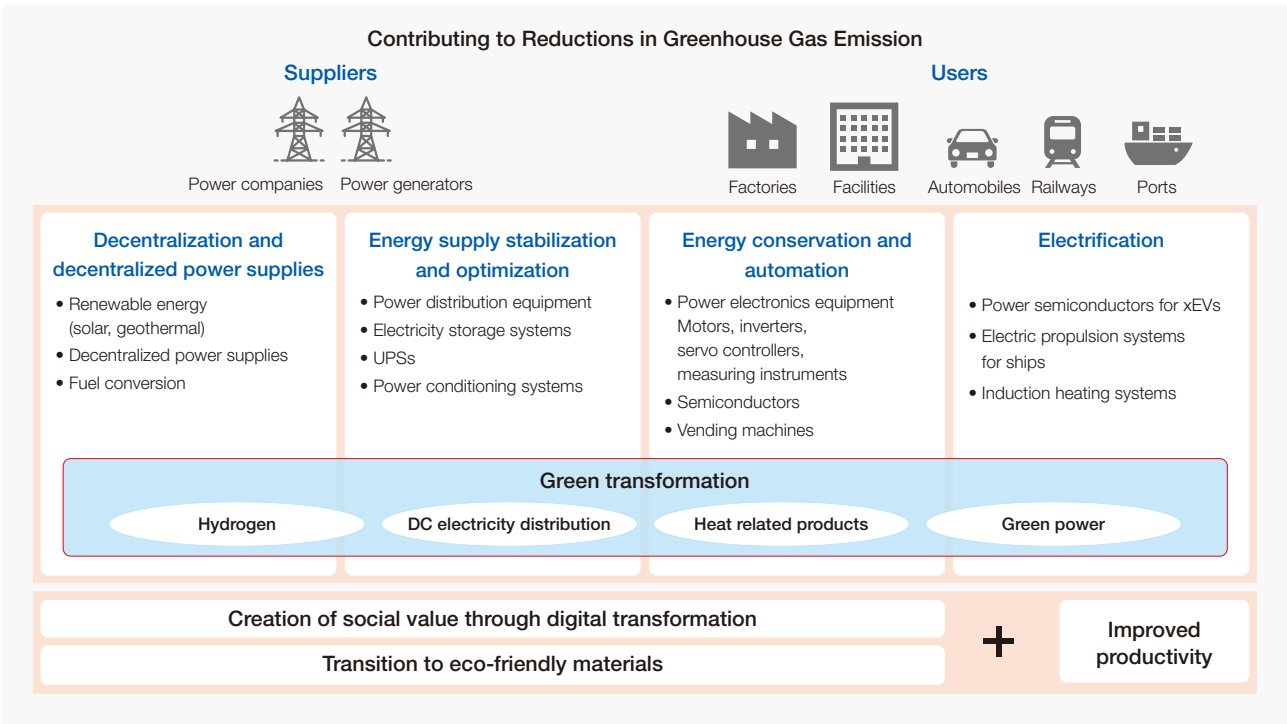 Contributing to Reductions in Greenhouse Gas Emission
Suppliers
Users
Power companies
Power generators
Factories
Facilities
Automobiles
Railways
Ports
Decentralization and
decentralized power supplies
• Renewable energy
(solar, geothermal)
• Decentralized power supplies
• Fuel conversion
Energy supply stabilization
and optimization
• Power distribution equipment
• Electricity storage systems
• UPSs
• Power conditioning systems
Energy conservation and
automation
• Power electronics equipment
Motors, inverters,
servo controllers,
measuring instruments
• Semiconductors
• Vending machines
Electrification
• Power semiconductors for xEVs
• Electric propulsion systems
for ships
• Induction heating systems
Green transformation
Hydrogen
DC electricity distribution
Heat related products
Green power
Creation of social value through digital transformation
Transition to eco-friendly materials
+
Improved
productivity